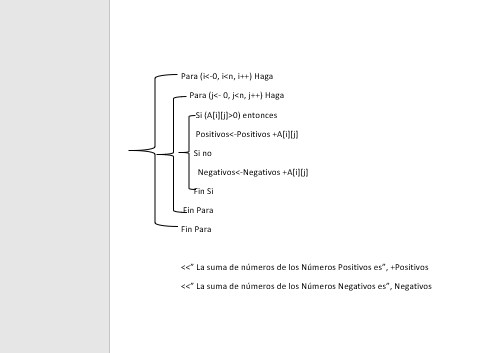 Para (i<-0, i<n, i++) Haga
Para (j<- 0, j<n, j++) Haga
Si (A[i][j]>0) entonces
Positivos<-Positivos +A[i][j]
Si no
Negativos<-Negativos +A[i][j]
Fin Si
Fin Para
Fin Para
<<” La suma de números de los Números Positivos es”, +Positivos
<<” La suma de números de los Números Negativos es”, Negativos